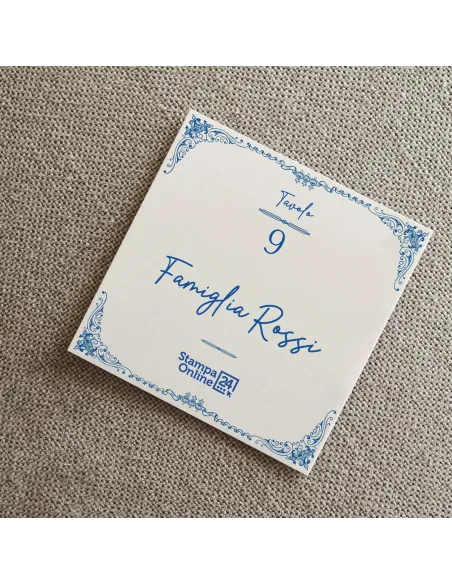 Tavolo
9
Famiglia Rossi
Stampa
Online 24